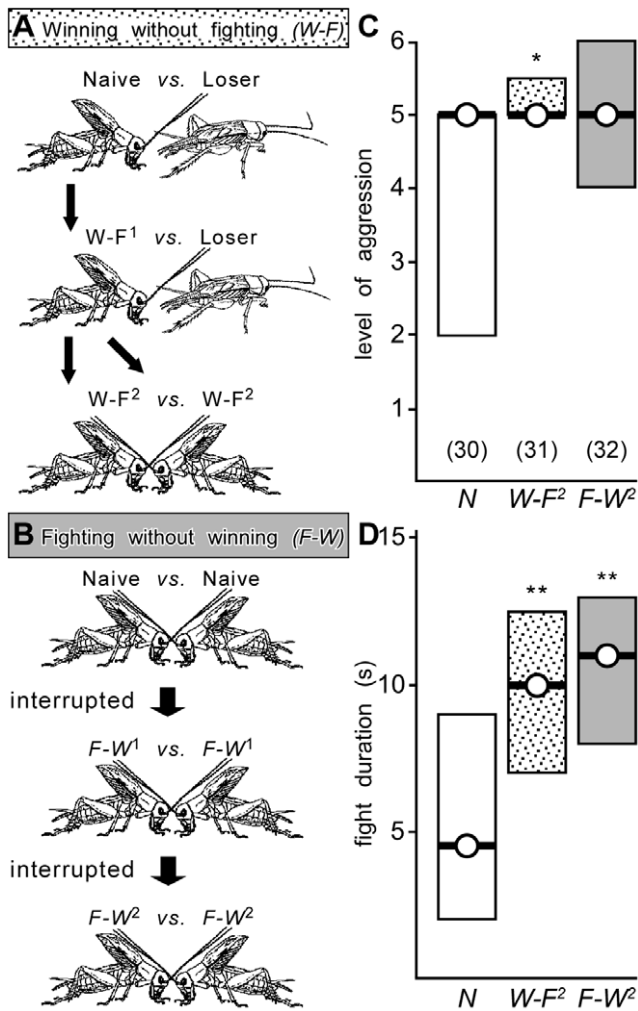 A Winning without fighting (W-F)
Naive vs. Loser
W-F¹ vs. Loser
W-F² vs. W-F²
B Fighting without winning (F-W)
Naive vs. Naive
interrupted
F-W¹ vs. F-W¹
interrupted
F-W² vs. F-W²
C
level of aggression
6
5
4
3
2
1
*
(30) (31) (32)
N W-F² F-W²
D
fight duration (s)
15
10
5
** **
N W-F² F-W²